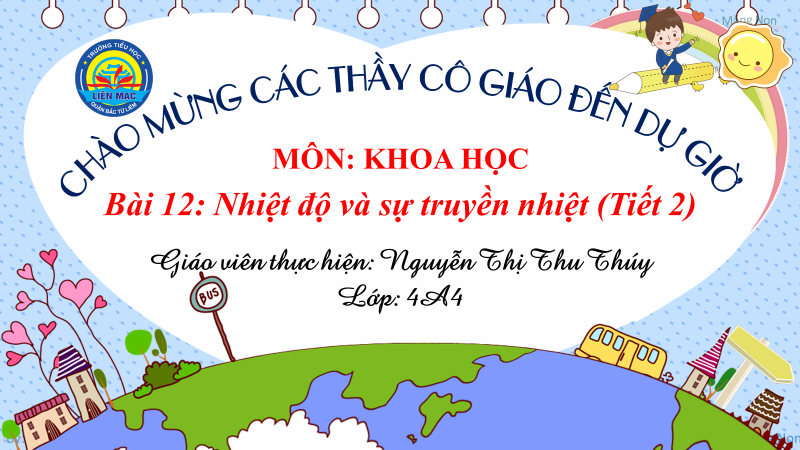 Măng Non
TRƯỜNG TIỂU HỌC
LIÊN MẠC
QUẬN BẮC TỪ LIÊM
CHÀO MỪNG CÁC THẦY CÔ GIÁO ĐẾN DỰ GIỜ
MÔN: KHOA HỌC
Bài 12: Nhiệt độ và sự truyền nhiệt (Tiết 2)
Giáo viên thực hiện: Nguyễn Thị Thu Thúy
Lớp: 4A4
BUS